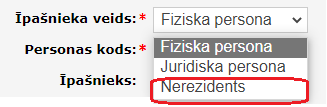 Īpašnieka veids:* Fiziska persona
Personas kods:* Fiziska persona
Juridiska persona
Īpašnieks: Nerezidents